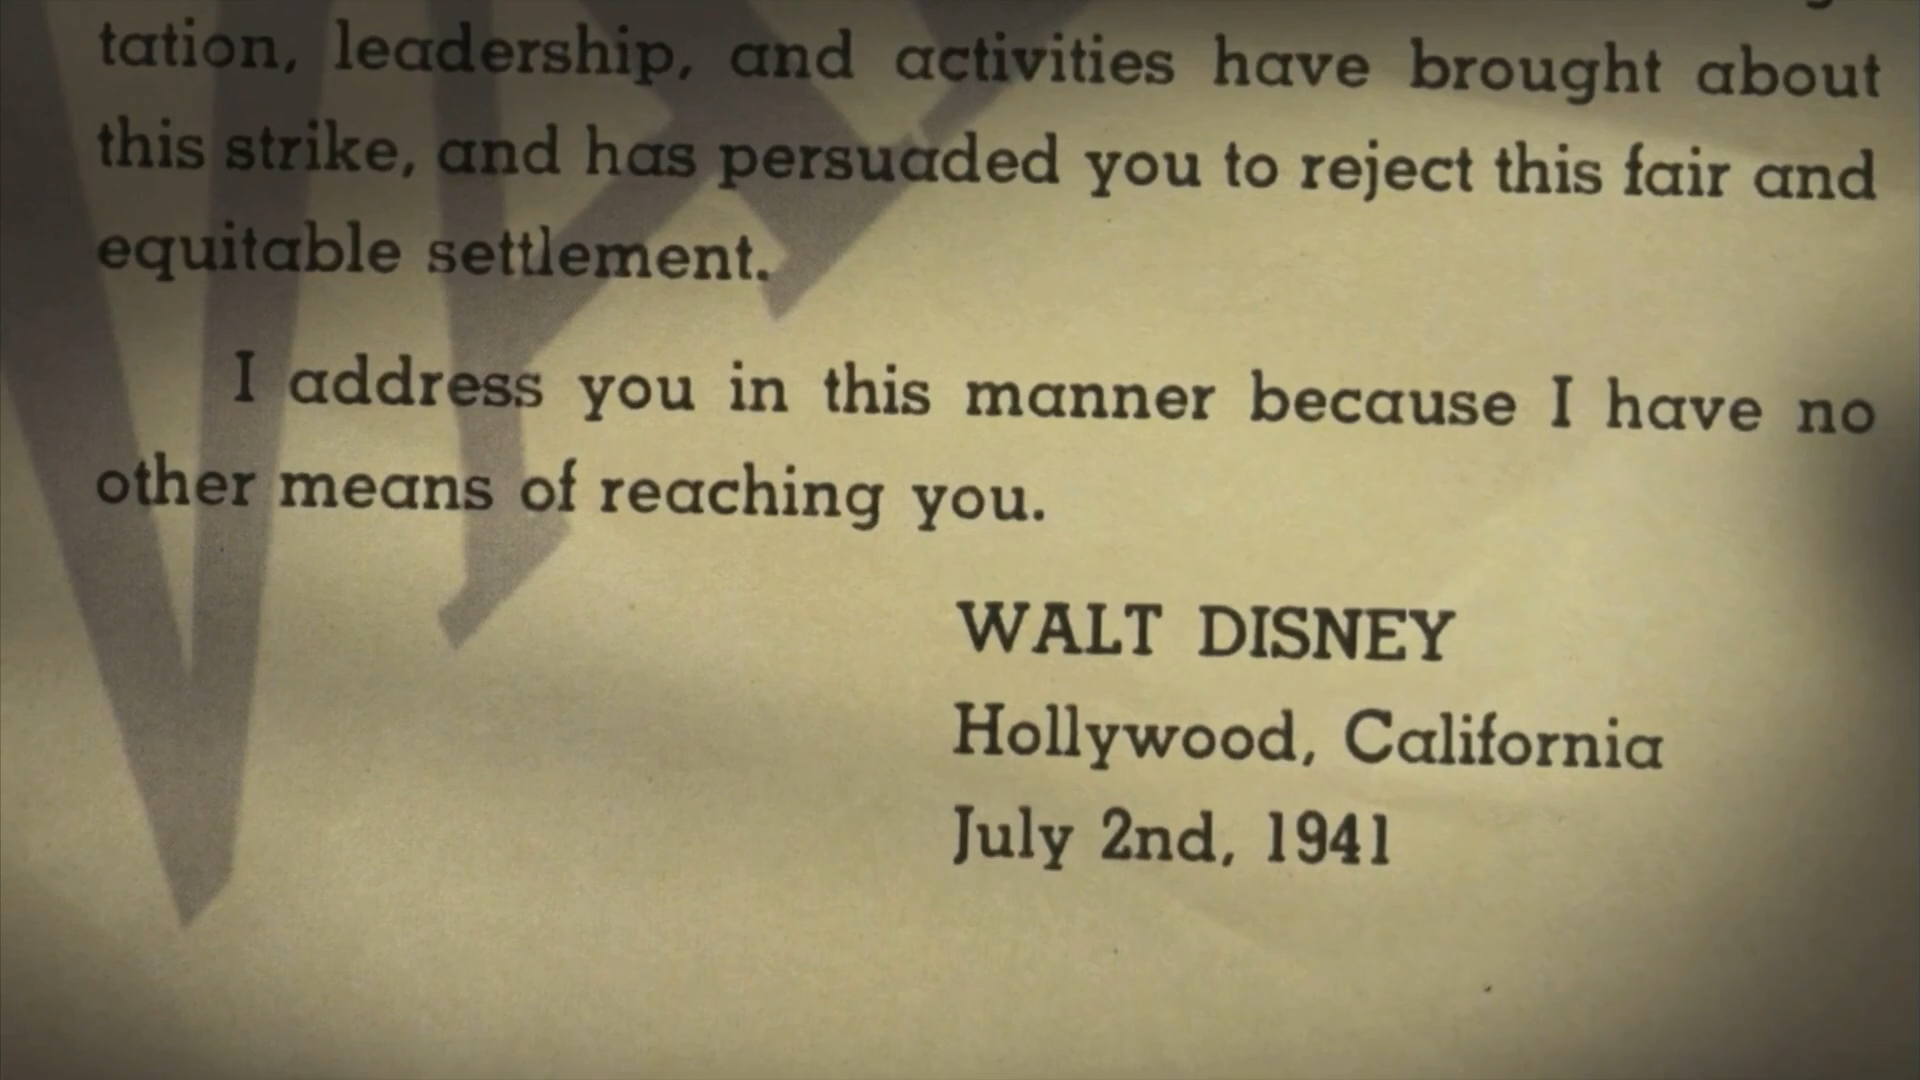 tation, leadership, and activities have brought about
this strike, and has persuaded you to reject this fair and
equitable settlement.
I address you in this manner because I have no
other means of reaching you.
WALT DISNEY
Hollywood, California
July 2nd, 1941